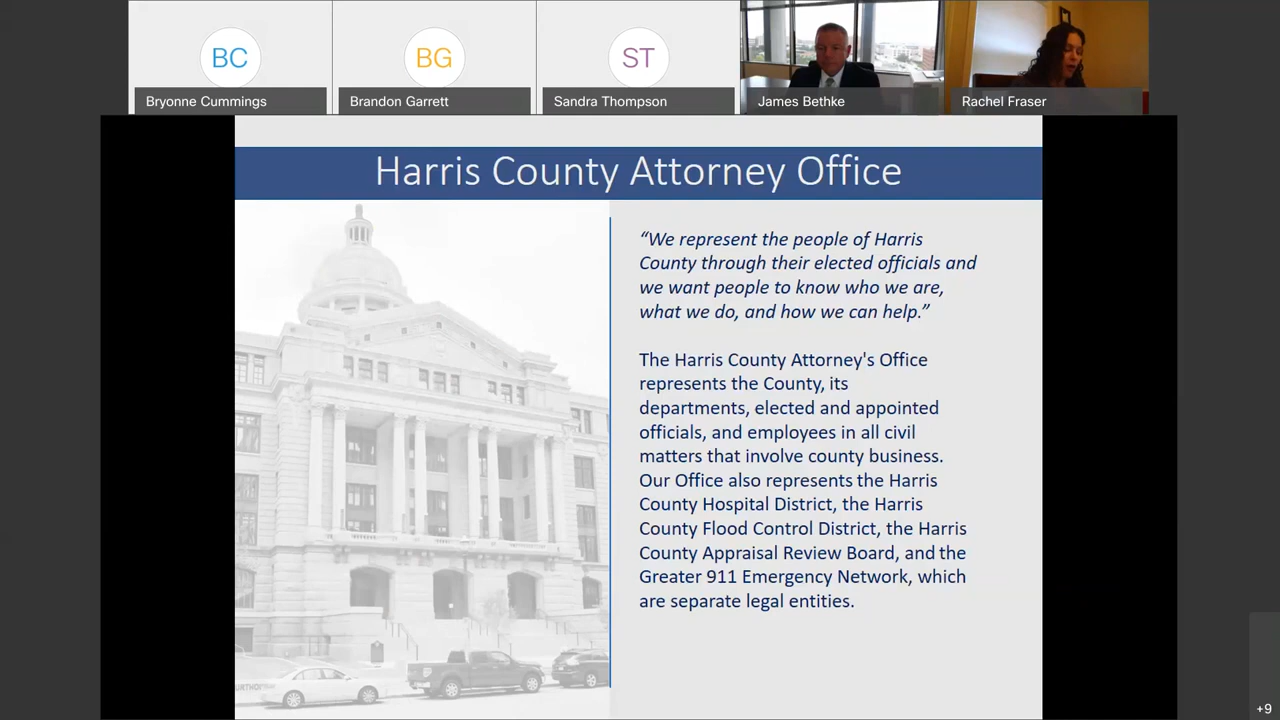 BC
BG
ST
Bryonne Cummings
Brandon Garrett
Sandra Thompson
James Bethke
Rachel Fraser
Harris County Attorney Office
“We represent the people of Harris
County through their elected officials and
we want people to know who we are,
what we do, and how we can help.”
The Harris County Attorney's Office
represents the County, its
departments, elected and appointed
officials, and employees in all civil
matters that involve county business.
Our Office also represents the Harris
County Hospital District, the Harris
County Flood Control District, the Harris
County Appraisal Review Board, and the
Greater 911 Emergency Network, which
are separate legal entities.
+9